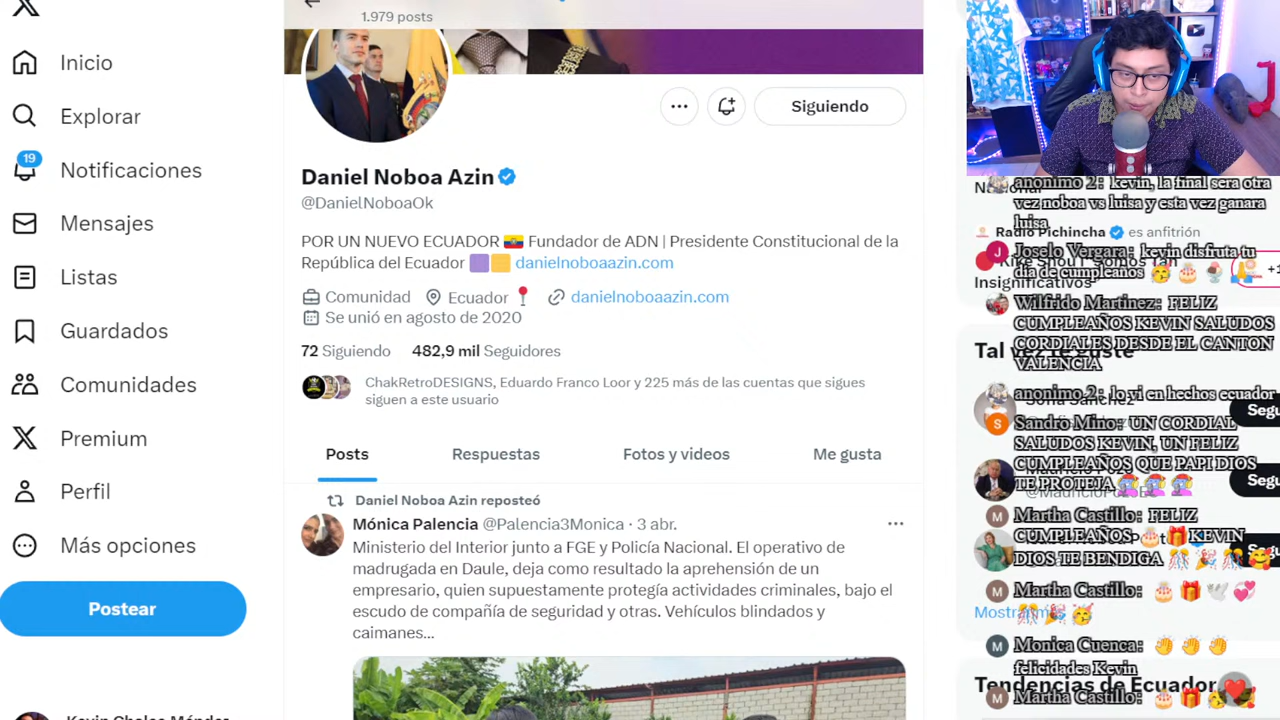 1.979 posts
Inicio
Explorar
19
Notificaciones
Mensajes
Listas
Guardados
Comunidades
Premium
Perfil
Más opciones
Postear
Siguiendo
Daniel Noboa Azin
@DanielNoboaOk
POR UN NUEVO ECUADOR 🇪🇨 Fundador de ADN | Presidente Constitucional de la
República del Ecuador 🟪🟨 danielnoboaazin.com
Comunidad Ecuador 📍 danielnoboaazin.com
Se unió en agosto de 2020
72 Siguiendo 482,9 mil Seguidores
ChakRetroDESIGNS, Eduardo Franco Loor y 225 más de las cuentas que sigues
siguen a este usuario
Posts Respuestas Fotos y videos Me gusta
Daniel Noboa Azin reposteó
Mónica Palencia @Palencia3Monica · 3 abr.
Ministerio del Interior junto a FGE y Policía Nacional. El operativo de
madrugada en Daule, deja como resultado la aprehensión de un
empresario, quien supuestamente protegía actividades criminales, bajo el
escudo de compañía de seguridad y otras. Vehículos blindados y
caimanes...
anonimo 2: kevin, la final sera otra
vez noboa vs luisa y esta vez ganara
luisa
Radio Pichincha es anfitrión
Joselo Vergara: kevin disfruta tu
dia de cumpleaños 🥳🎂🍨🙏
Insignificantes
Wilfrido Martinez: FELIZ
CUMPLEAÑOS KEVIN SALUDOS
CORDIALES DESDE EL CANTON
VALENCIA
Tal vez te guste
anonimo 2: lo vi en hechos ecuador
Sandro Mino: UN CORDIAL
SALUDOS KEVIN, UN FELIZ
CUMPLEAÑOS QUE PAPI DIOS
TE PROTEJA
Martha Castillo: FELIZ
CUMPLEAÑOS 🎂🎁KEVIN
DIOS TE BENDIGA 🎊🎉🎊🥰
Martha Castillo: 🎂🎁🕊💞
🎊🎉🥳
Monica Cuenca: 👏👏👏
felicidades Kevin
Tendencias de Ecuador
Martha Castillo: 🎂🎁🥳🥰